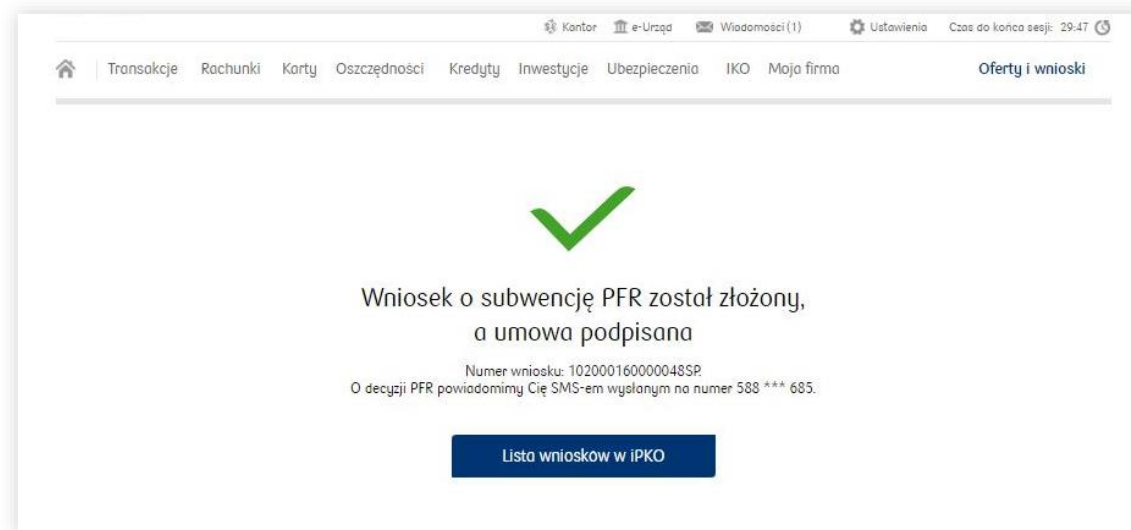 Kantor e-Urząd Wiadomości (1) Ustawienia Czas do końca sesji: 29:47
Transakcje Rachunki Karty Oszczędności Kredyty Inwestycje Ubezpieczenia IKO Moja firma Oferty i wnioski
Wniosek o subwencję PFR został złożony,
a umowa podpisana
Numer wniosku: 102000160000048SP.
O decyzji PFR powiadomimy Cię SMS-em wysłanym na numer 588 *** 685.
Lista wniosków w iPKO